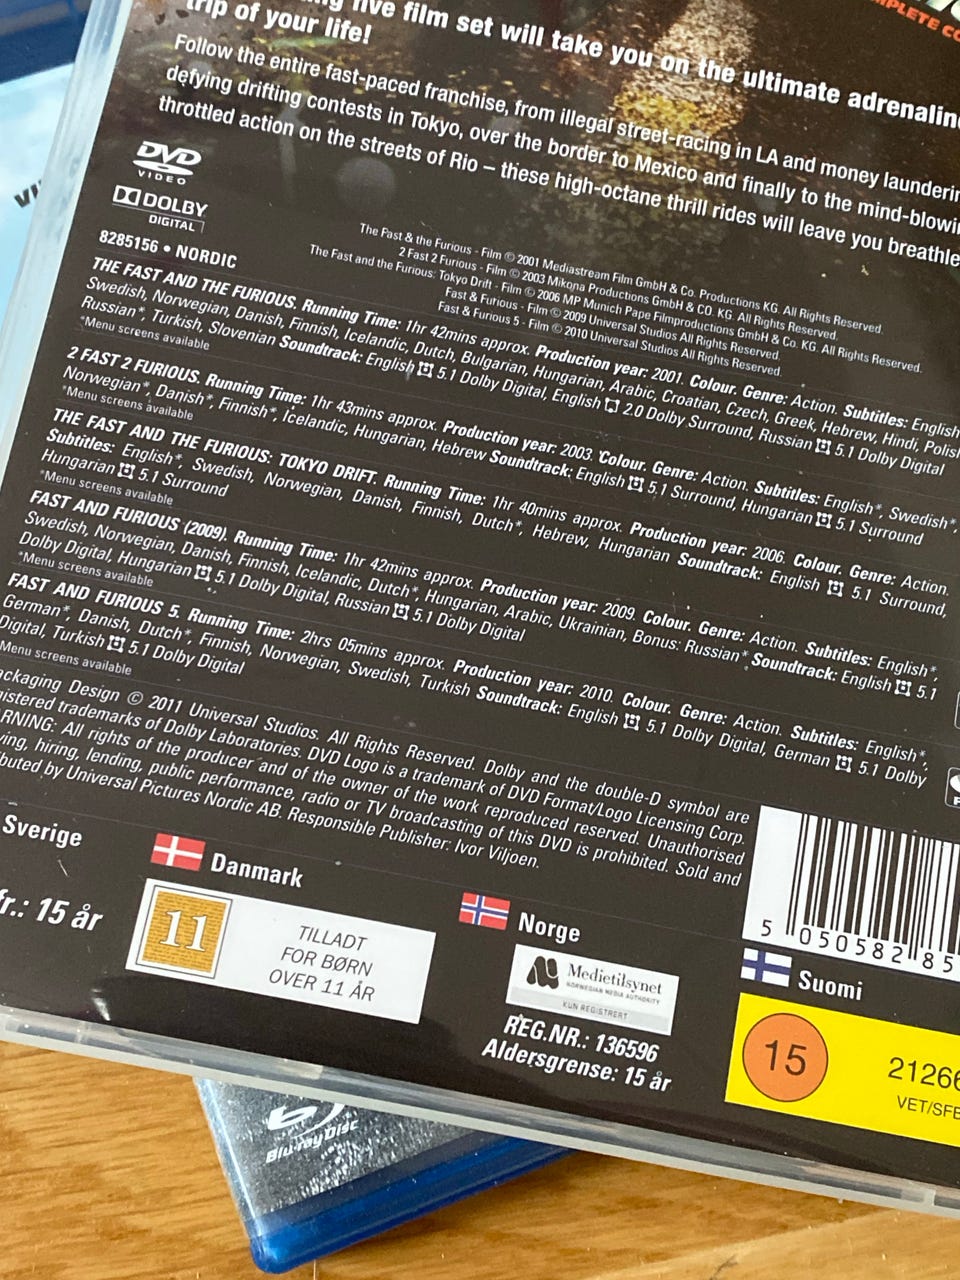 five film set will take you on the ultimate adrenaline
trip of your life!
Follow the entire fast-paced franchise, from illegal street-racing in LA and money
defying drifting contests in Tokyo, over the border to Mexico and finally to the
throttled action on the streets of Rio – these high-octane thrill rides will leave you
DVD
VIDEO
DOLBY
DIGITAL
8285156 • NORDIC
The Fast & the Furious - Film © 2001 Mediastream Film GmbH & Co. Productions KG. All Rights Reserved.
2 Fast 2 Furious - Film © 2003 Mikona Productions GmbH & CO. KG. All Rights Reserved.
The Fast and the Furious: Tokyo Drift - Film © 2006 MP Munich Pape Filmproductions GmbH & Co. KG. All Rights Reserved.
Fast & Furious - Film © 2009 Universal Studios All Rights Reserved.
Fast & Furious 5 - Film © 2010 Universal Studios All Rights Reserved.
THE FAST AND THE FURIOUS. Running Time: 1hr 42mins approx. Production year: 2001. Colour. Genre: Action. Subtitles: English
Swedish, Norwegian, Danish, Finnish, Icelandic, Dutch, Bulgarian, Hungarian, Arabic, Croatian, Czech, Greek, Hebrew, Hindi, Polish
Russian*, Turkish, Slovenian Soundtrack: English 5.1 Dolby Digital, English 2.0 Dolby Surround, Russian 5.1 Dolby Digital
*Menu screens available
2 FAST 2 FURIOUS. Running Time: 1hr 43mins approx. Production year: 2003. Colour. Genre: Action. Subtitles: English*, Swedish*,
Norwegian*, Danish*, Finnish*, Icelandic, Hungarian, Hebrew Soundtrack: English 5.1 Surround, Hungarian 5.1 Surround
*Menu screens available
THE FAST AND THE FURIOUS: TOKYO DRIFT. Running Time: 1hr 40mins approx. Production year: 2006. Colour. Genre: Action.
Subtitles: English*, Swedish, Norwegian, Danish, Finnish, Dutch*, Hebrew, Hungarian Soundtrack: English 5.1 Surround,
Hungarian 5.1 Surround
*Menu screens available
FAST AND FURIOUS (2009). Running Time: 1hr 42mins approx. Production year: 2009. Colour. Genre: Action. Subtitles: English*,
Swedish, Norwegian, Danish, Finnish, Icelandic, Dutch*, Hungarian, Arabic, Ukrainian, Bonus: Russian* Soundtrack: English 5.1
Dolby Digital, Hungarian 5.1 Dolby Digital, Russian 5.1 Dolby Digital
*Menu screens available
FAST AND FURIOUS 5. Running Time: 2hrs 05mins approx. Production year: 2010. Colour. Genre: Action. Subtitles: English*,
German*, Danish, Dutch*, Finnish, Norwegian, Swedish, Turkish Soundtrack: English 5.1 Dolby Digital, German 5.1 Dolby
Digital, Turkish 5.1 Dolby Digital
Menu screens available
Design © 2011 Universal Studios. All Rights Reserved. Dolby and the double-D symbol are
trademarks of Dolby Laboratories. DVD Logo is a trademark of DVD Format/Logo Licensing Corp.
All rights of the producer and of the owner of the work reproduced reserved. Unauthorised
hiring, lending, public performance, radio or TV broadcasting of this DVD is prohibited. Sold and
by Universal Pictures Nordic AB. Responsible Publisher: Ivor Viljoen.
Sverige
fr.: 15 år
Danmark
11
TILLADT
FOR BØRN
OVER 11 ÅR
Norge
Medietilsynet
NORWEGIAN MEDIA AUTHORITY
KUN REGISTRERT
REG.NR.: 136596
Aldersgrense: 15 år
5 050582 85
Suomi
15
21266
VET/SFB
Blu-ray Disc